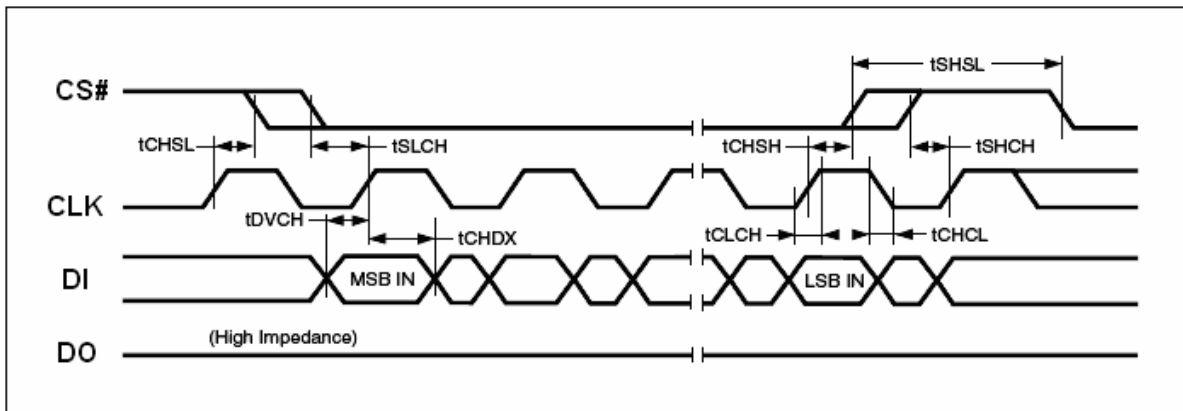 tSHSL
CS#
tCHSL
tSLCH
tCHSH
tSHCH
CLK
tDVCH
tCHDX
tCLCH
tCHCL
DI
MSB IN
LSB IN
(High Impedance)
DO